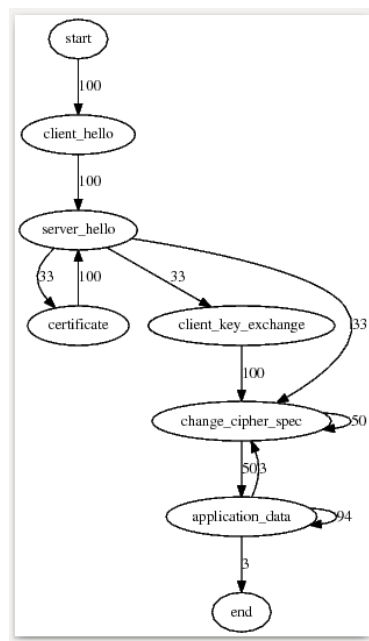 start
100
client_hello
100
server_hello
33 100 33 33
certificate client_key_exchange
100
change_cipher_spec 50
50 3
application_data 94
3
end